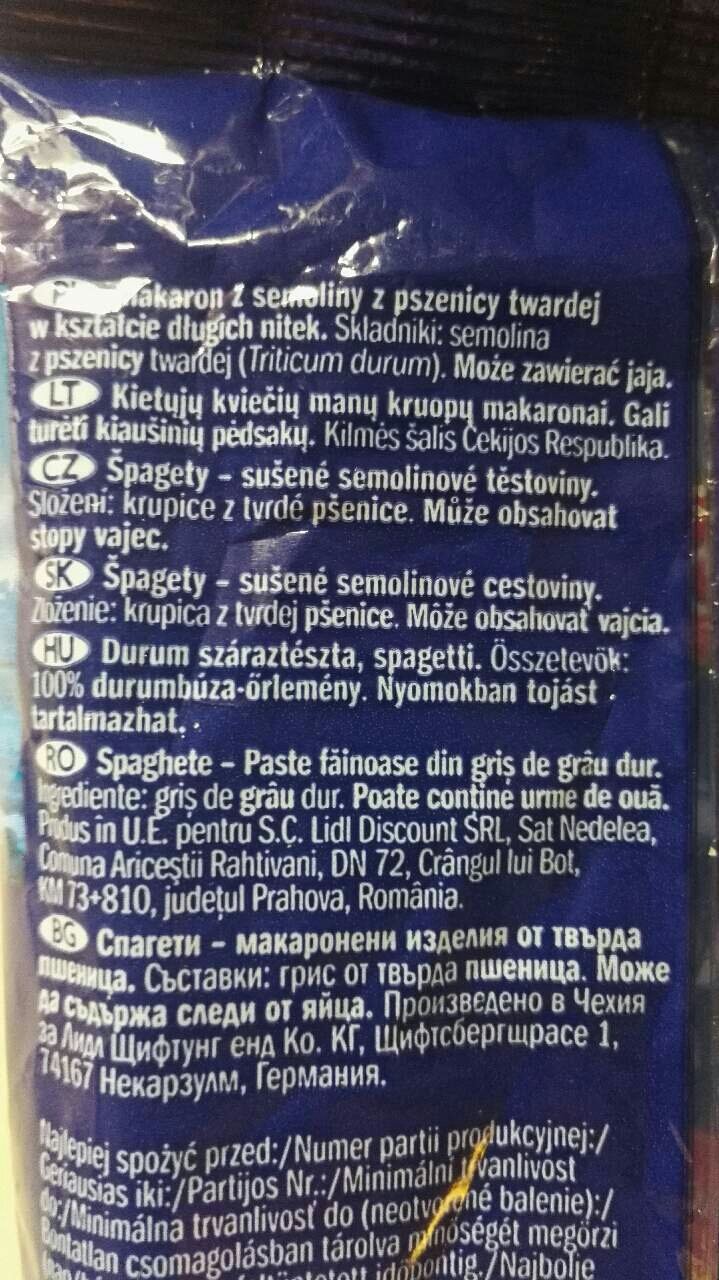 makaron z semoliny z pszenicy twardej
w kształcie długich nitek. Składniki: semolina
z pszenicy twardej (Triticum durum). Może zawierać jaja.
LT Kietųjų kviečių manų kruopų makaronai. Gali
turėti kiaušinių pėdsakų. Kilmės šalis Čekijos Respublika.
CZ Špagety - sušené semolinové těstoviny.
Složení: krupice z tvrdé pšenice. Může obsahovat
stopy vajec.
SK Špagety - sušené semolinové cestoviny.
Zloženie: krupica z tvrdej pšenice. Môže obsahovať vajcia.
HU Durum száraztészta, spagetti. Összetevők:
100% durumbúza-őrlemény. Nyomokban tojást
tartalmazhat.
RO Spaghete - Paste făinoase din griș de grâu dur.
Ingrediente: griș de grâu dur. Poate conține urme de ouă.
Produs în U.E. pentru S.C. Lidl Discount SRL, Sat Nedelea,
Comuna Ariceștii Rahtivani, DN 72, Crângul lui Bot,
KM 73+810, județul Prahova, România.
BG Спагети - макаронени изделия от твърда
пшеница. Съставки: грис от твърда пшеница. Може
да съдържа следи от яйца. Произведено в Чехия
за Лидл Щифтунг енд Ко. КГ, Щифтсбергщрасе 1,
74167 Некарзулм, Германия.
Najlepiej spożyć przed:/Numer partii produkcyjnej:/
Geriausias iki:/Partijos Nr.:/Minimální trvanlivost
do:/Minimálna trvanlivosť do (neotvorené balenie):/
Bontatlan csomagolásban tárolva minőségét megőrzi
időpontig./Najbolje